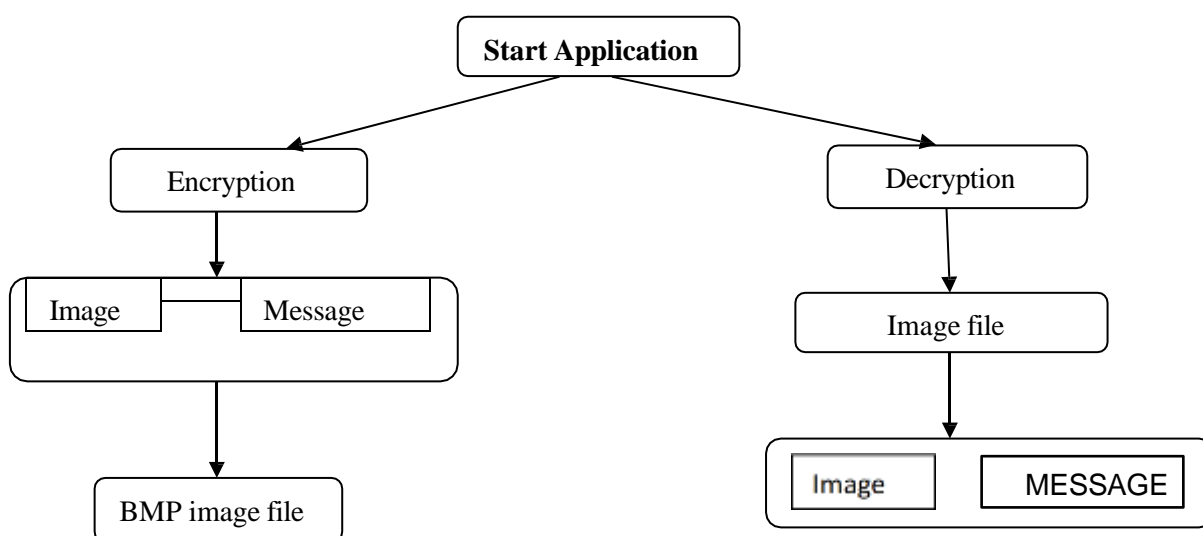 Start Application
Encryption
Decryption
Image
Message
Image file
Image
MESSAGE
BMP image file